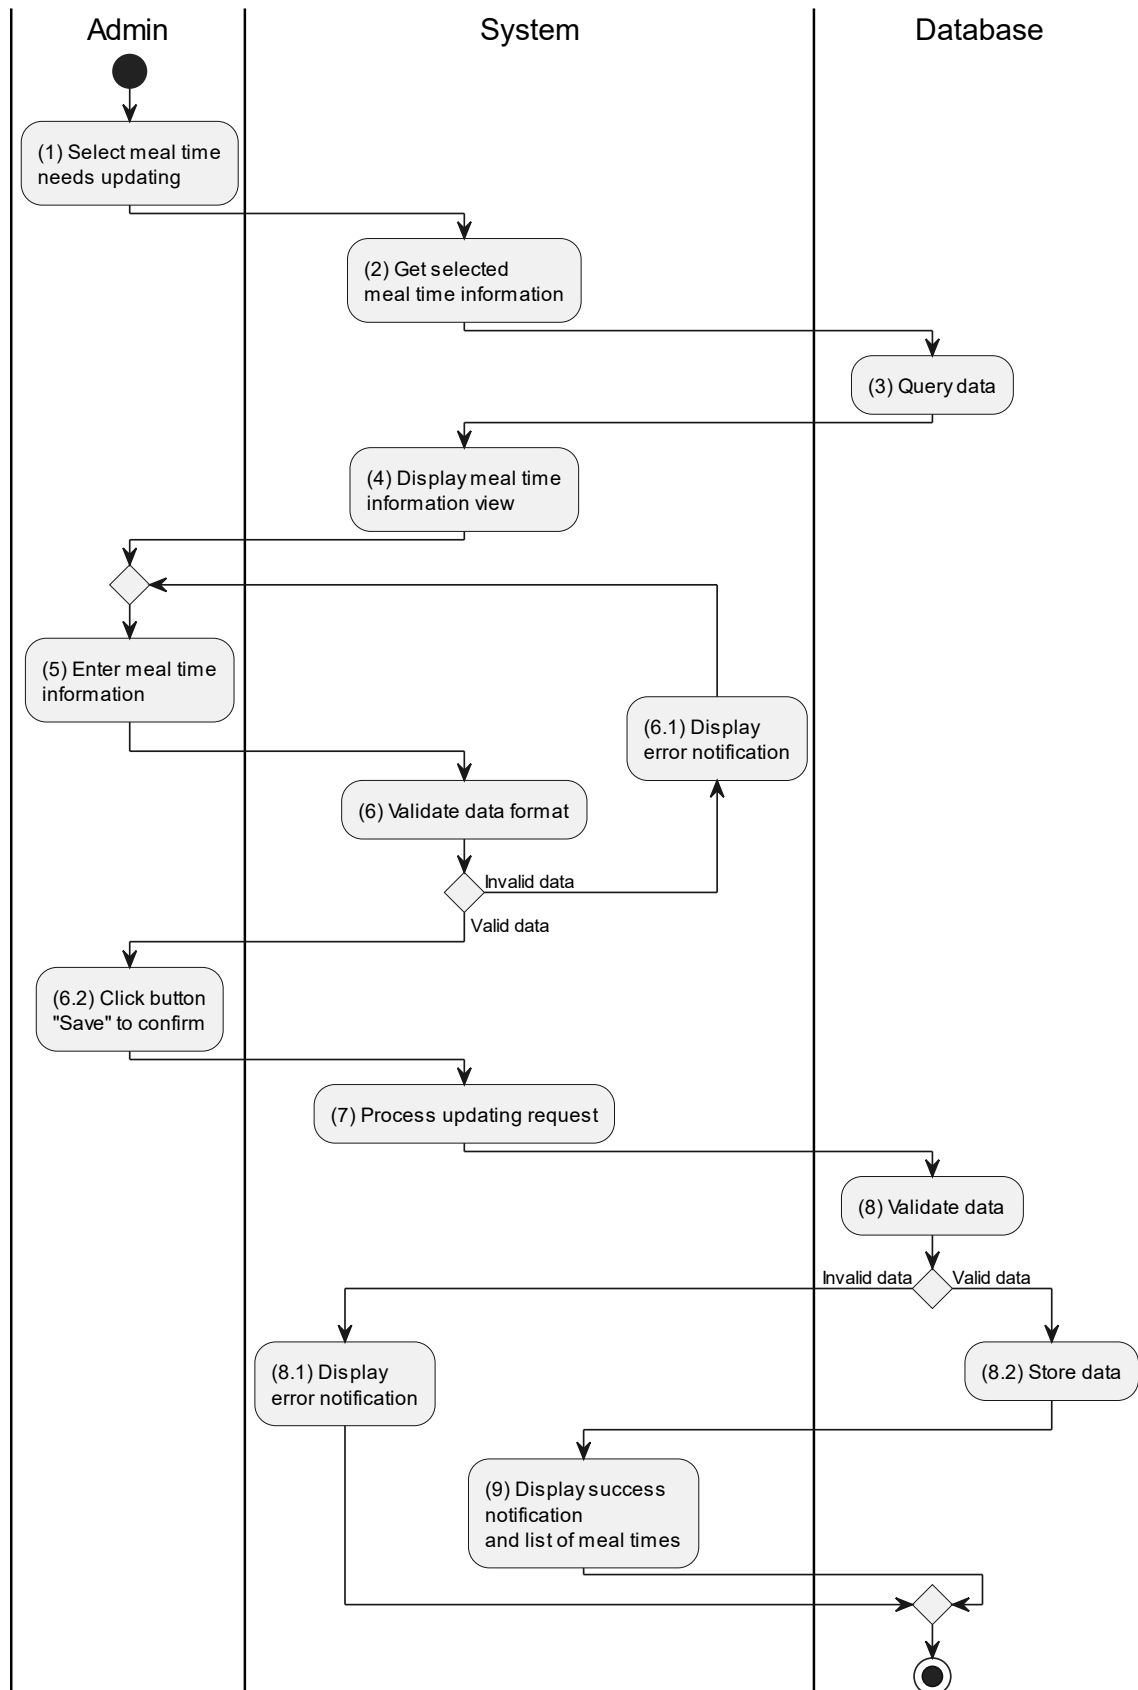 Admin
System
Database
(1) Select meal time
needs updating
(2) Get selected
meal time information
(3) Query data
(4) Display meal time
information view
(5) Enter meal time
information
(6.1) Display
error notification
(6) Validate data format
Invalid data
Valid data
(6.2) Click button
"Save" to confirm
(7) Process updating request
(8) Validate data
Invalid data
Valid data
(8.1) Display
error notification
(8.2) Store data
(9) Display success
notification
and list of meal times